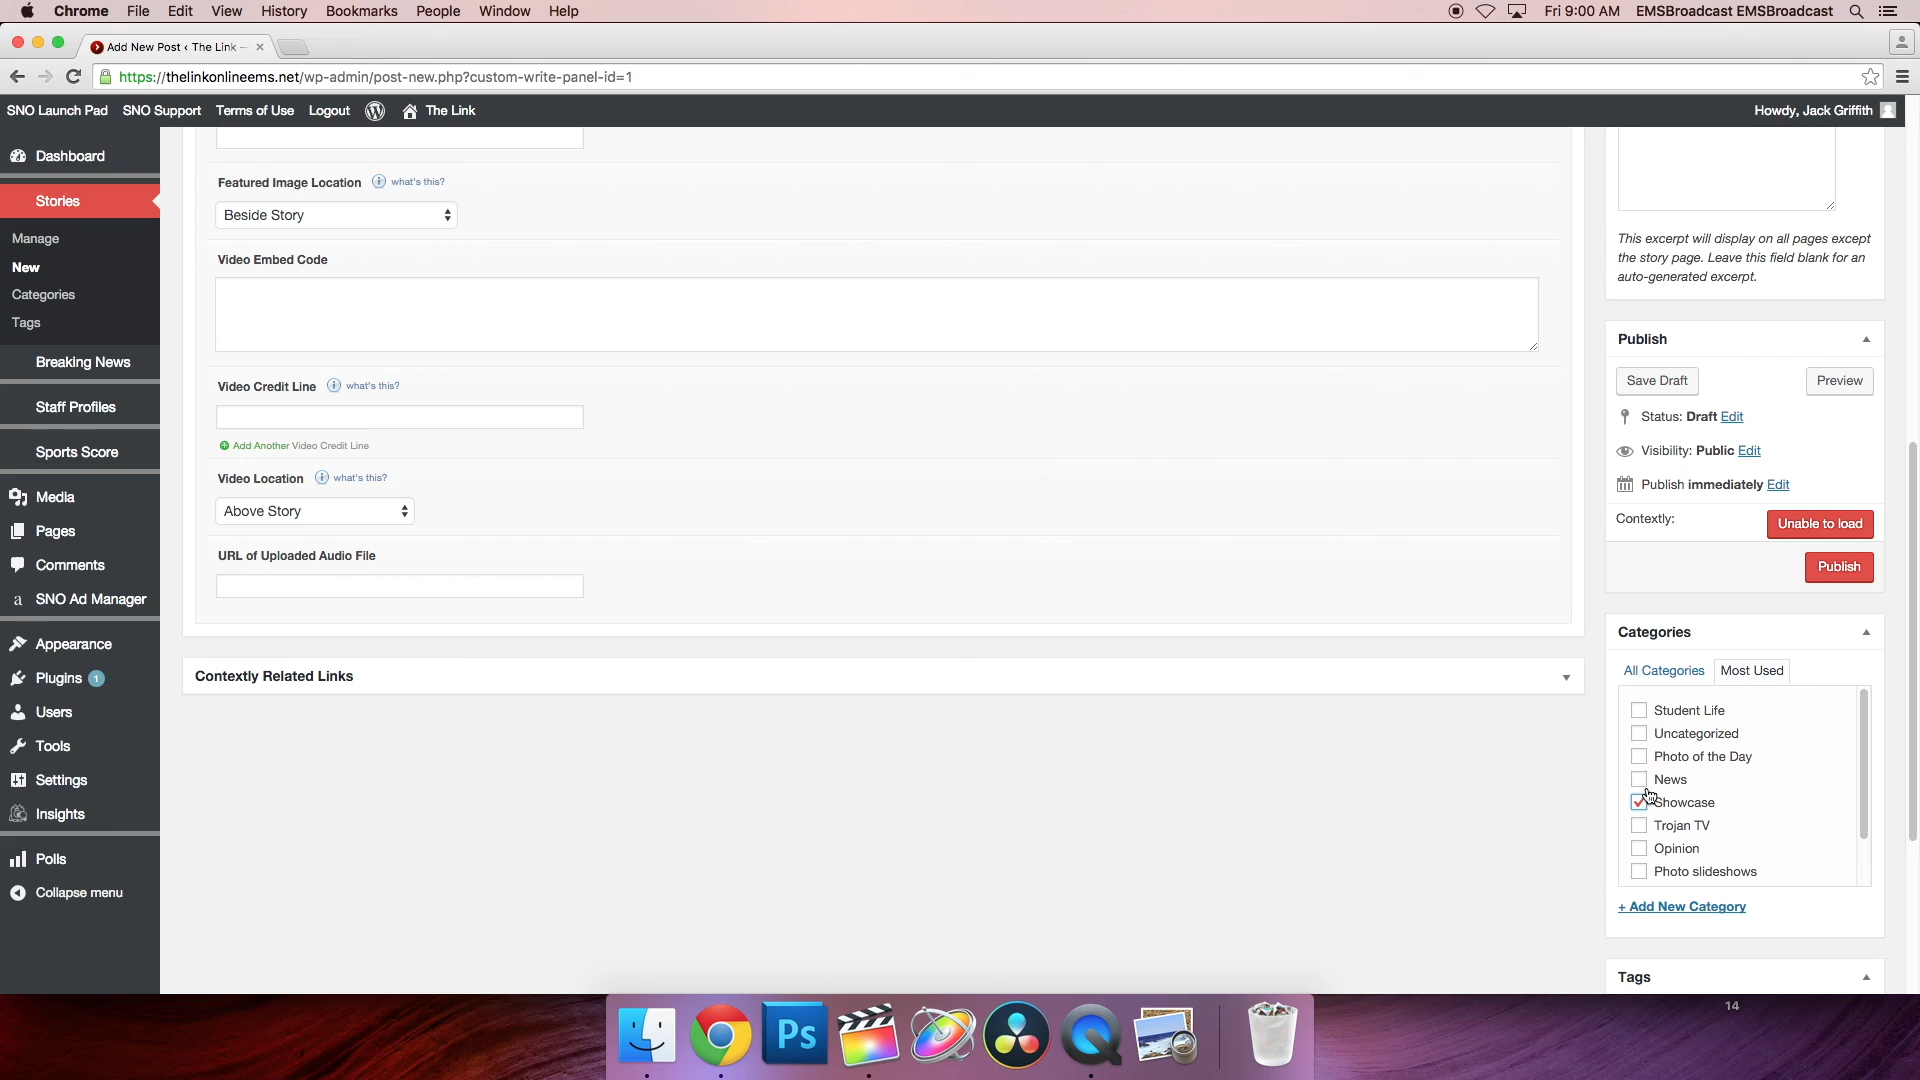 Chrome File Edit View History Bookmarks People Window Help
Fri 9:00 AM EMSBroadcast EMSBroadcast
Add New Post ‹ The Link –
https://thelinkonlineems.net/wp-admin/post-new.php?custom-write-panel-id=1
SNO Launch Pad SNO Support Terms of Use Logout The Link
Howdy, Jack Griffith
Dashboard
Stories
Manage
New
Categories
Tags
Breaking News
Staff Profiles
Sports Score
Media
Pages
Comments
a SNO Ad Manager
Appearance
Plugins 1
Users
Tools
Settings
Insights
Polls
Collapse menu
Featured Image Location i what's this?
Beside Story
Video Embed Code
Video Credit Line i what's this?
Add Another Video Credit Line
Video Location i what's this?
Above Story
URL of Uploaded Audio File
Contextly Related Links
This excerpt will display on all pages except
the story page. Leave this field blank for an
auto-generated excerpt.
Publish
Save Draft Preview
Status: Draft Edit
Visibility: Public Edit
Publish immediately Edit
Contextly: Unable to load
Publish
Categories
All Categories Most Used
Student Life
Uncategorized
Photo of the Day
News
Showcase
Trojan TV
Opinion
Photo slideshows
+ Add New Category
Tags
14
Ps